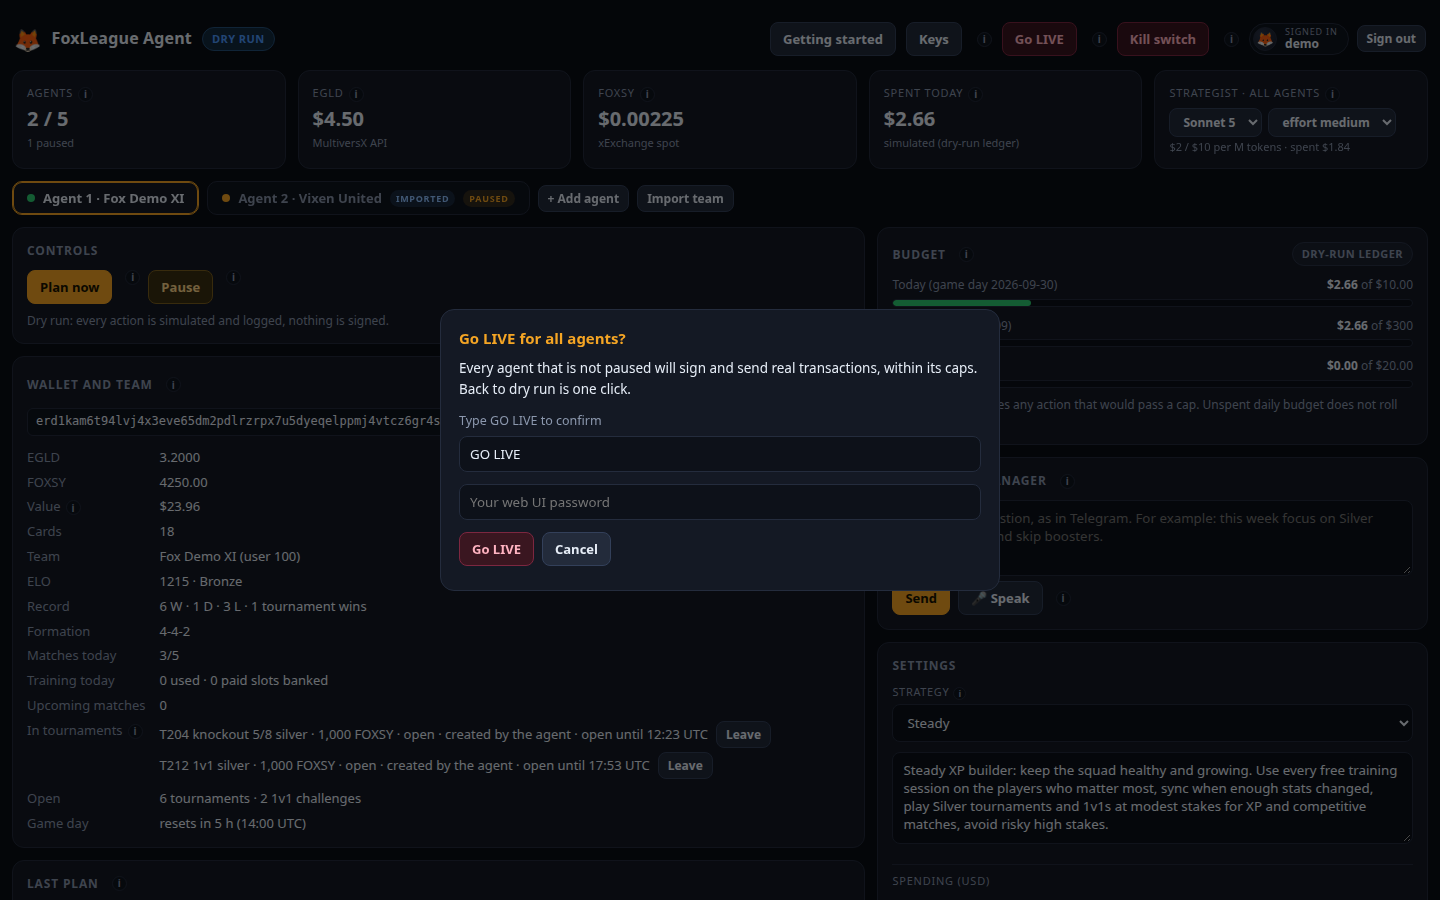 FoxLeague Agent
DRY RUN
Getting started
Keys
i
Go LIVE
i
Kill switch
i
SIGNED IN
demo
Sign out
AGENTS i
2 / 5
1 paused
EGLD i
$4.50
MultiversX API
FOXSY i
$0.00225
xExchange spot
SPENT TODAY i
$2.66
simulated (dry-run ledger)
STRATEGIST · ALL AGENTS i
Sonnet 5
effort medium
$2 / $10 per M tokens · spent $1.84
Agent 1 · Fox Demo XI
Agent 2 · Vixen United IMPORTED PAUSED
+ Add agent
Import team
CONTROLS
Plan now
i
Pause
i
Dry run: every action is simulated and logged, nothing is signed.
WALLET AND TEAM i
erd1kam6t94lvj4x3eve65dm2pdlrzrpx7u5dyeqelppmj4vtcz6gr4s
EGLD 3.2000
FOXSY 4250.00
Value i $23.96
Cards 18
Team Fox Demo XI (user 100)
ELO 1215 · Bronze
Record 6 W · 1 D · 3 L · 1 tournament wins
Formation 4-4-2
Matches today 3/5
Training today 0 used · 0 paid slots banked
Upcoming matches 0
In tournaments i T204 knockout 5/8 silver · 1,000 FOXSY · open · created by the agent · open until 12:23 UTC Leave
T212 1v1 silver · 1,000 FOXSY · open · created by the agent · open until 17:53 UTC Leave
Open 6 tournaments · 2 1v1 challenges
Game day resets in 5 h (14:00 UTC)
LAST PLAN i
Go LIVE for all agents?
Every agent that is not paused will sign and send real transactions, within its caps.
Back to dry run is one click.
Type GO LIVE to confirm
GO LIVE
Your web UI password
Go LIVE
Cancel
BUDGET i
DRY-RUN LEDGER
Today (game day 2026-09-30) $2.66 of $10.00
9) $2.66 of $300
$0.00 of $20.00
es any action that would pass a cap. Unspent daily budget does not roll
NAGER i
stion, as in Telegram. For example: this week focus on Silver
nd skip boosters.
Send
Speak
i
SETTINGS
STRATEGY i
Steady
Steady XP builder: keep the squad healthy and growing. Use every free training
session on the players who matter most, sync when enough stats changed,
play Silver tournaments and 1v1s at modest stakes for XP and competitive
matches, avoid risky high stakes.
SPENDING (USD)